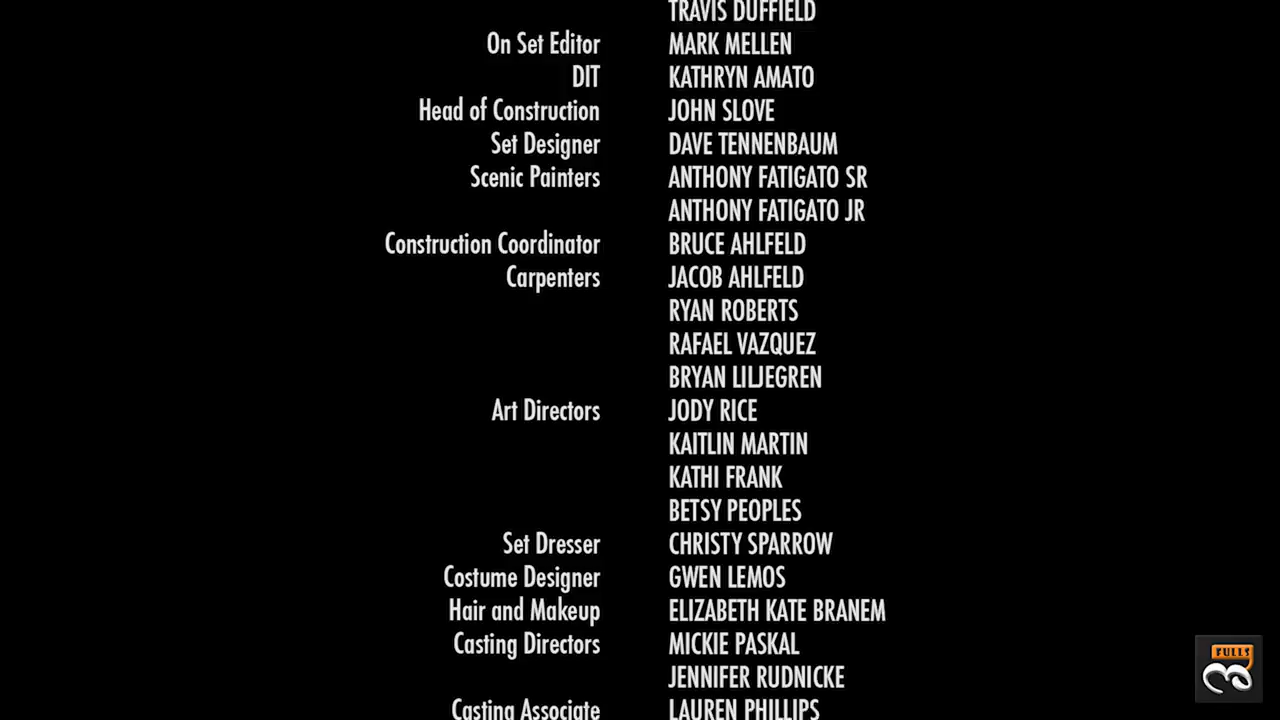 TRAVIS DUFFIELD
On Set Editor MARK MELLEN
DIT KATHRYN AMATO
Head of Construction JOHN SLOVE
Set Designer DAVE TENNENBAUM
Scenic Painters ANTHONY FATIGATO SR
ANTHONY FATIGATO JR
Construction Coordinator BRUCE AHLFELD
Carpenters JACOB AHLFELD
RYAN ROBERTS
RAFAEL VAZQUEZ
BRYAN LILJEGREN
Art Directors JODY RICE
KAITLIN MARTIN
KATHI FRANK
BETSY PEOPLES
Set Dresser CHRISTY SPARROW
Costume Designer GWEN LEMOS
Hair and Makeup ELIZABETH KATE BRANEM
Casting Directors MICKIE PASKAL
JENNIFER RUDNICKE
Casting Associate LAUREN PHILLIPS
FULLS